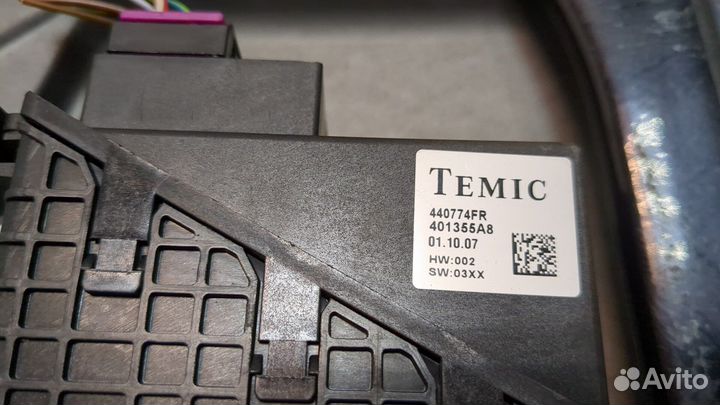 TEMIC
440774FR
401355A8
01.10.07
HW:002
SW:03XX
Avito